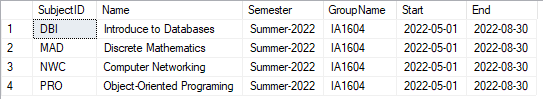 SubjectID Name Semester GroupName Start End
1 DBI Introduce to Databases Summer-2022 IA1604 2022-05-01 2022-08-30
2 MAD Discrete Mathematics Summer-2022 IA1604 2022-05-01 2022-08-30
3 NWC Computer Networking Summer-2022 IA1604 2022-05-01 2022-08-30
4 PRO Object-Oriented Programing Summer-2022 IA1604 2022-05-01 2022-08-30